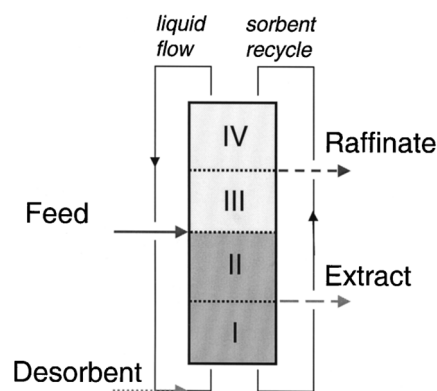 liquid
flow
sorbent
recycle
IV
Raffinate
III
Feed
II
Extract
I
Desorbent